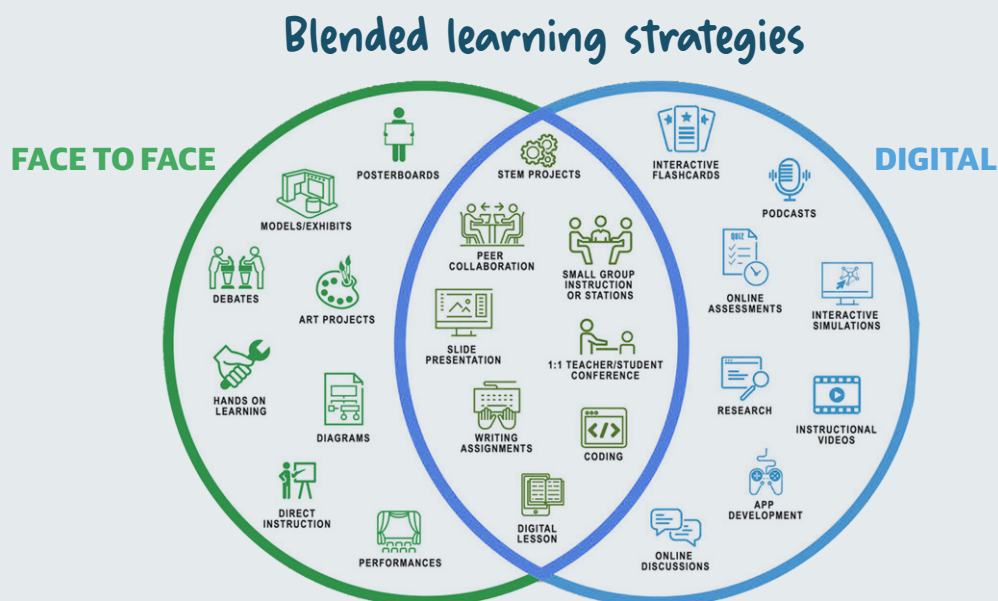 Blended learning strategies
FACE TO FACE
DIGITAL
POSTERBOARDS
MODELS/EXHIBITS
DEBATES
ART PROJECTS
HANDS ON
LEARNING
DIAGRAMS
DIRECT
INSTRUCTION
PERFORMANCES
STEM PROJECTS
PEER
COLLABORATION
SMALL GROUP
INSTRUCTION
OR STATIONS
SLIDE
PRESENTATION
1:1 TEACHER/STUDENT
CONFERENCE
WRITING
ASSIGNMENTS
</>
CODING
DIGITAL
LESSON
INTERACTIVE
FLASHCARDS
PODCASTS
QUIZ
ONLINE
ASSESSMENTS
INTERACTIVE
SIMULATIONS
RESEARCH
INSTRUCTIONAL
VIDEOS
APP
DEVELOPMENT
ONLINE
DISCUSSIONS